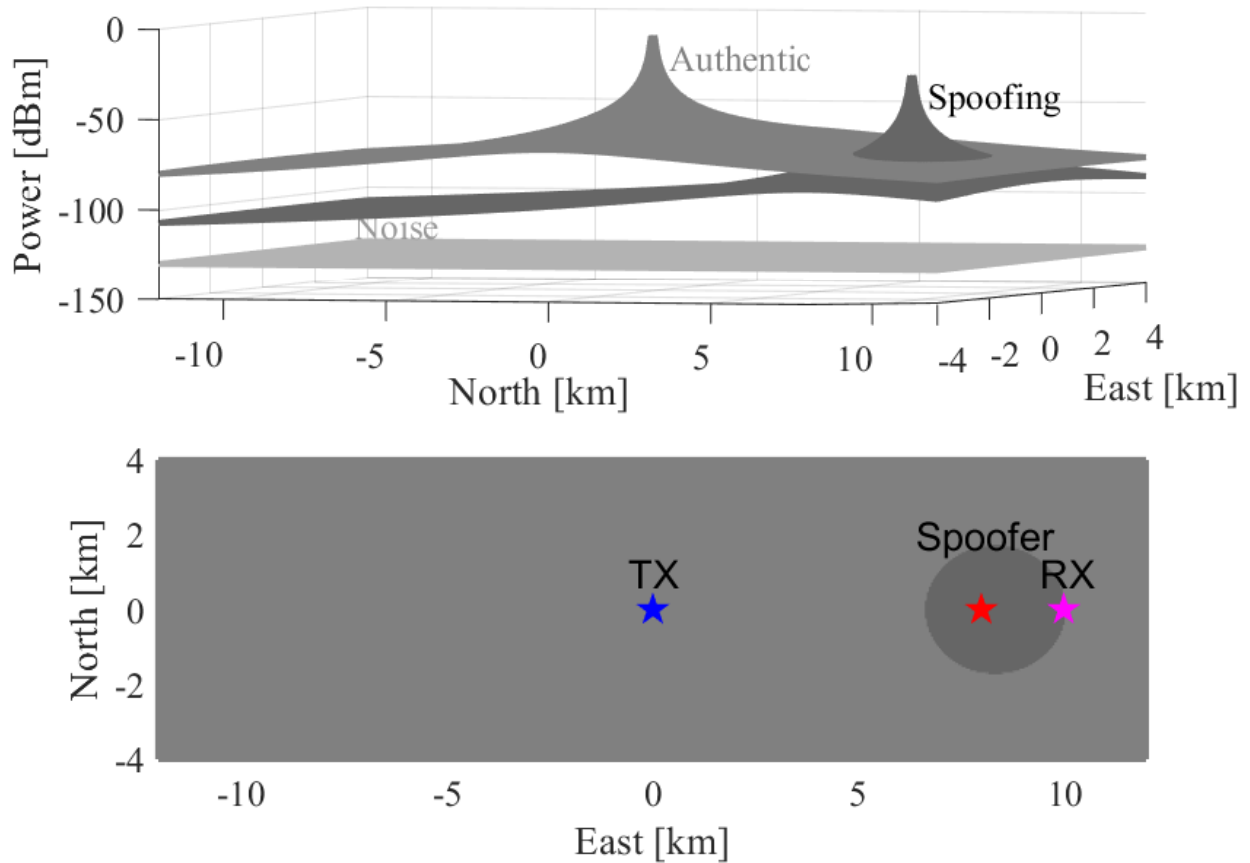 0
Authentic
Spoofing
-50
Power [dBm]
-100
Noise
-150
-10
-5
0
5
10
-4
-2
0
2
4
North [km]
East [km]
4
Spoofer
2
TX
RX
North [km]
0
-2
-4
-10
-5
0
5
10
East [km]